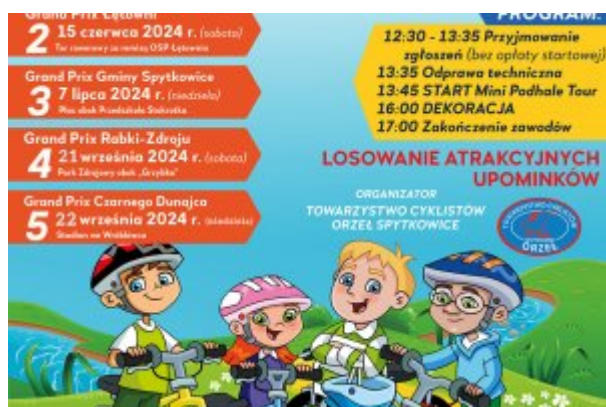 Grand Prix Łętowni
2 15 czerwca 2024 r. (sobota)
Tor rowerowy za remizą OSP Łętownia
Grand Prix Gminy Spytkowice
3 7 lipca 2024 r. (niedziela)
Plac obok Przedszkola Stokrotka
Grand Prix Rabki-Zdroju
4 21 września 2024 r. (sobota)
Park Zdrojowy obok „Grzybka"
Grand Prix Czarnego Dunajca
5 22 września 2024 r. (niedziela)
Stadion na
PROGRAM:
12:30 - 13:35 Przyjmowanie
zgłoszeń (bez opłaty startowej)
13:35 Odprawa techniczna
13:45 START Mini Podhale Tour
16:00 DEKORACJA
17:00 Zakończenie zawodów
LOSOWANIE ATRAKCYJNYCH
UPOMINKÓW
ORGANIZATOR
TOWARZYSTWO CYKLISTÓW
ORZEŁ SPYTKOWICE
TOWARZYSTWO CYKLISTÓW
ORZEŁ